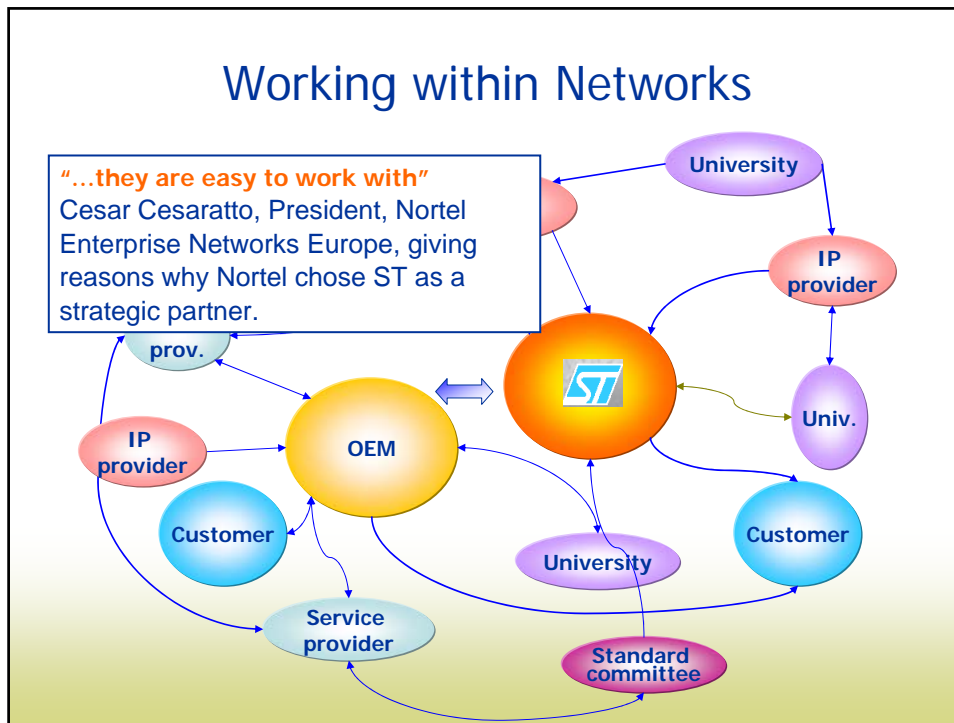 Working within Networks
“...they are easy to work with”
Cesar Cesaratto, President, Nortel
Enterprise Networks Europe, giving
reasons why Nortel chose ST as a
strategic partner.
University
IP
provider
prov.
ST
Univ.
IP
provider
OEM
Customer
University
Customer
Service
provider
Standard
committee